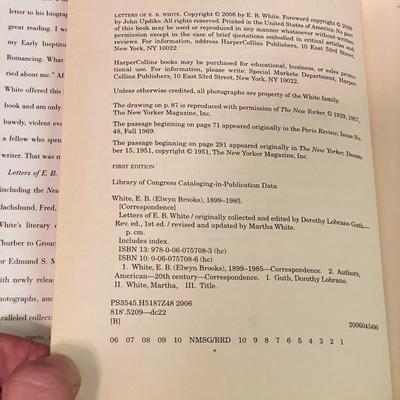 letter to his biographer
great reading. I w
my Early Ineptitu
Romancing. What
ried about me." Af
White offered this
book and am only
bawdy, violent eve
a fellow who spen
writer. That was m
Letters of E. B.
including the New
dachshund, Fred,
White's literary c
Thurber to Grouc
for Edmund S. M
with newly releas
photographs, and
ralleled collecti
poets,
LETTERS OF E. B. WHITE. Copyright © 2006 by E. B. White. Foreword copyright © 2006
by John Updike. All rights reserved. Printed in the United States of America. No part
of this book may be used or reproduced in any manner whatsoever without written
permission except in the case of brief quotations embodied in critical articles and
reviews. For information, address HarperCollins Publishers, 10 East 53rd Street,
New York, NY 10022.
HarperCollins books may be purchased for educational, business, or sales promo-
tional use. For information, please write: Special Markets Department, Harper-
Collins Publishers, 10 East 53rd Street, New York, NY 10022.
Unless otherwise credited, all photographs are property of the White family.
The drawing on p. 87 is reproduced with permission of The New Yorker, © 1929, 1957,
The New Yorker Magazine, Inc.
The passage beginning on page 71 appeared originally in the Paris Review, Issue No.
48, Fall 1969.
The passage beginning on page 291 appeared originally in The New Yorker, Decem-
ber 15, 1951, copyright © 1951, The New Yorker Magazine, Inc.
FIRST EDITION
Library of Congress Cataloging-in-Publication Data
White, E. B. (Elwyn Brooks), 1899–1985.
[Correspondence]
Letters of E. B. White / originally collected and edited by Dorothy Lobrano Guth.—
Rev. ed., 1st ed. / revised and updated by Martha White.
p. cm.
Includes index.
ISBN 13: 978-0-06-075708-3 (hc)
ISBN 10: 0-06-075708-6 (hc)
1. White, E. B. (Elwyn Brooks), 1899–1985—Correspondence. 2. Authors,
American—20th century—Correspondence. I. Guth, Dorothy Lobrano.
II. White, Martha. III. Title.
PS3545.H5187Z48 2006
818'.5209—dc22
[B]
2006043490
06 07 08 09 10 NMSG/RRD 10 9 8 7 6 5 4 3 2 1